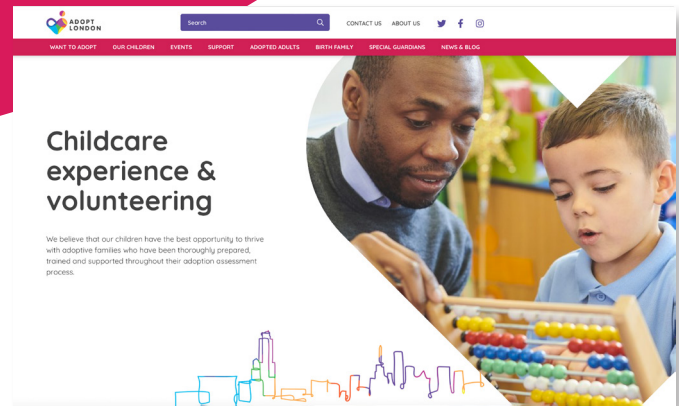 ADOPT
LONDON
Search
CONTACT US
ABOUT US
WANT TO ADOPT
OUR CHILDREN
EVENTS
SUPPORT
ADOPTED ADULTS
BIRTH FAMILY
SPECIAL GUARDIANS
NEWS & BLOG
Childcare
experience &
volunteering
We believe that our children have the best opportunity to thrive
with adoptive families who have been thoroughly prepared,
trained and supported throughout their adoption assessment
process.